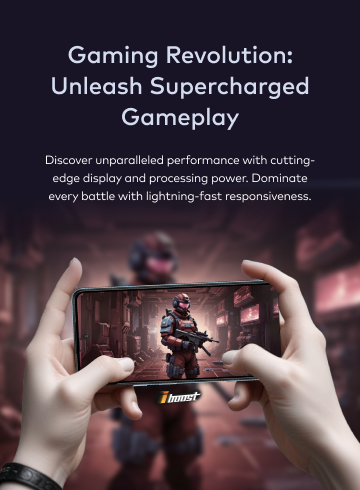 Gaming Revolution:
Unleash Supercharged
Gameplay
Discover unparalleled performance with cutting-
edge display and processing power. Dominate
every battle with lightning-fast responsiveness.
iboost